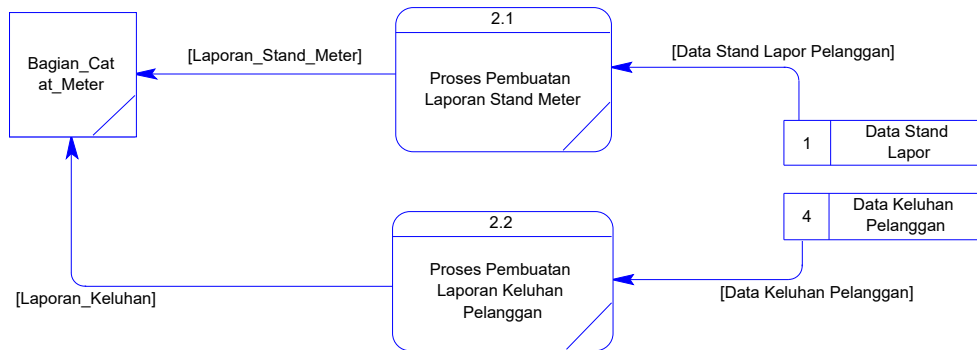 2.1
[Laporan_Stand_Meter]
[Data Stand Lapor Pelanggan]
Bagian_Cat
at_Meter
Proses Pembuatan
Laporan Stand Meter
1
Data Stand
Lapor
4
Data Keluhan
Pelanggan
2.2
Proses Pembuatan
Laporan Keluhan
Pelanggan
[Laporan_Keluhan]
[Data Keluhan Pelanggan]